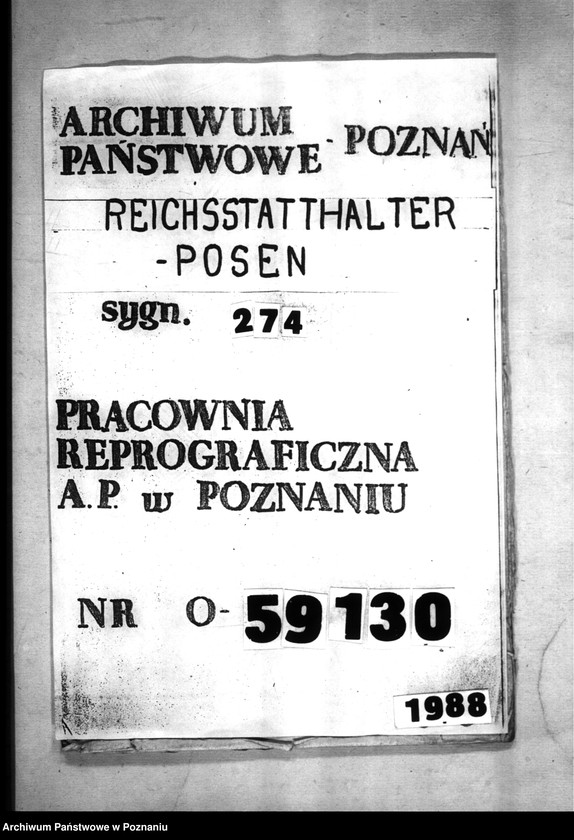 ARCHIWUM
PAŃSTWOWE - POZNAŃ
REICHSSTATTHALTER
-POSEN
sygn. 274
PRACOWNIA
REPROGRAFICZNA
A.P. w POZNANIU
NR O-59130
1988
Archiwum Państwowe w Poznaniu